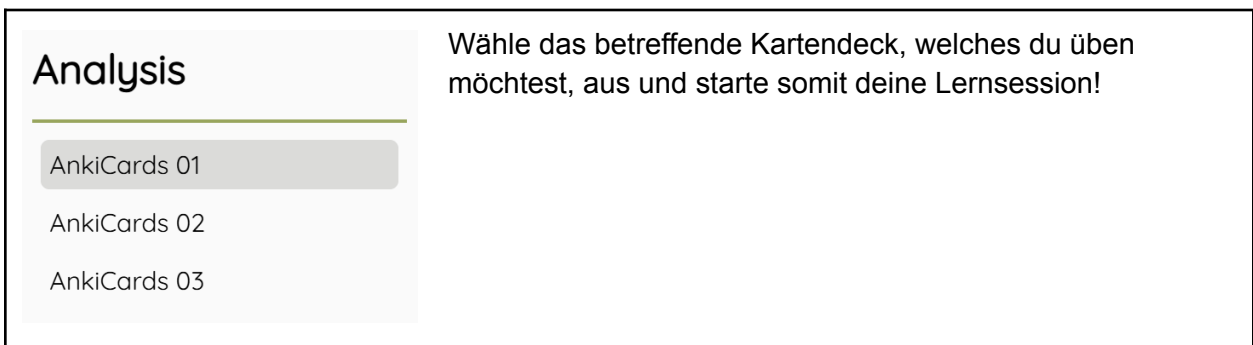 Analysis
AnkiCards 01
AnkiCards 02
AnkiCards 03
Wähle das betreffende Kartendeck, welches du üben
möchtest, aus und starte somit deine Lernsession!